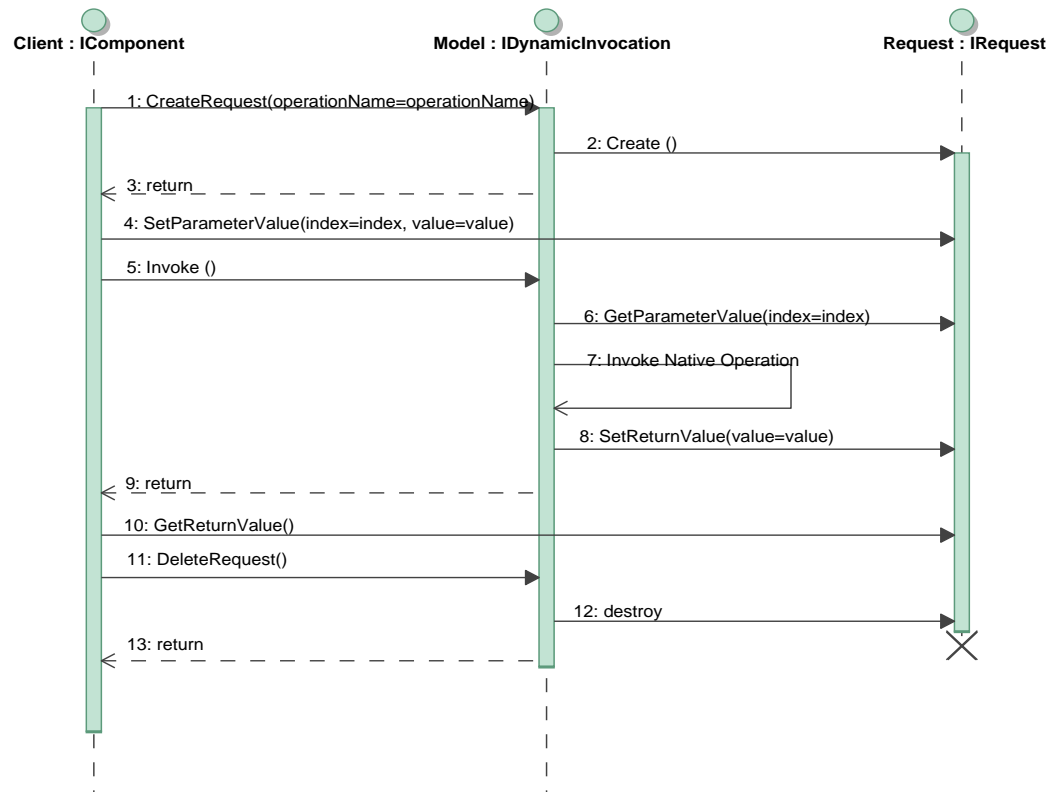 Client : IComponent
Model : IDynamicInvocation
Request : IRequest
1: CreateRequest(operationName=operationName)
2: Create ()
3: return
4: SetParameterValue(index=index, value=value)
5: Invoke ()
6: GetParameterValue(index=index)
7: Invoke Native Operation
8: SetReturnValue(value=value)
9: return
10: GetReturnValue()
11: DeleteRequest()
12: destroy
13: return